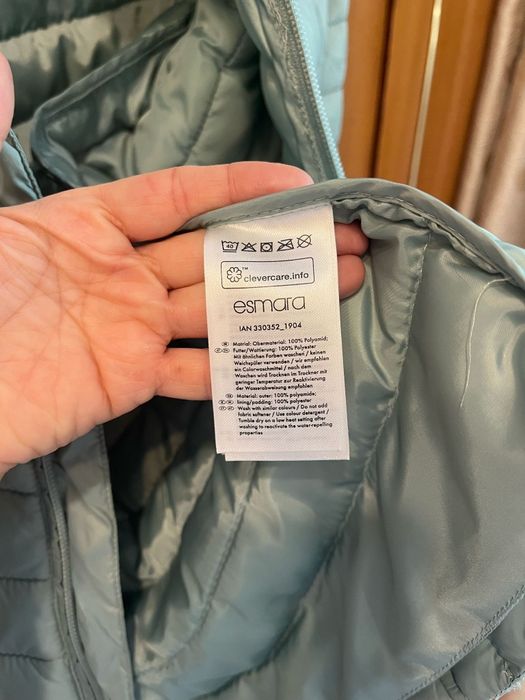 40
™
clevercare.info
esmara
IAN 330352_1904
Material: Obermaterial: 100% Polyamid;
Futter/Wattierung: 100% Polyester
Mit ähnlichen Farben waschen / keinen
Weichspüler verwenden / wir empfehlen
ein Colorwaschmittel / nach dem
Waschen wird Trocknen im Trockner mit
geringer Temperatur zur Reaktivierung
der Wasserabweisung empfohlen
Material: outer: 100% polyamide;
lining/padding: 100% polyester
Wash with similar colours / Do not add
fabric softener / Use colour detergent /
Tumble dry on a low heat setting after
washing to reactivate the water-repelling
properties